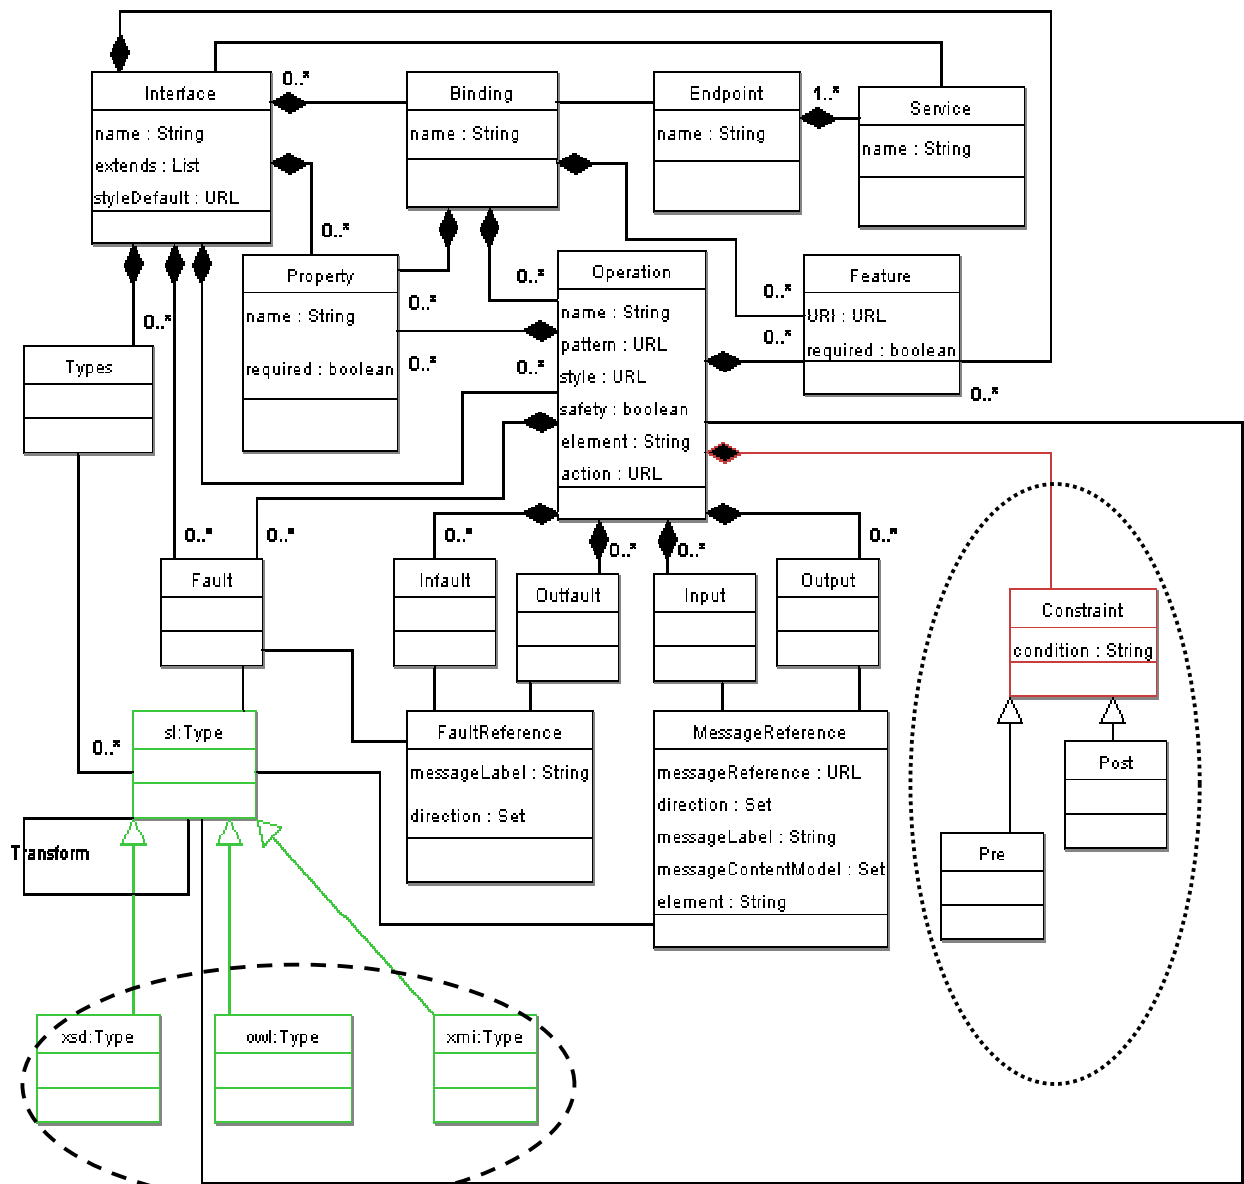 Interface
name : String
extends : List
styleDefault : URL
0..*
Binding
name : String
Endpoint
name : String
1..*
Service
name : String
0..*
Property
name : String
required : boolean
0..*
0..*
0..*
0..*
Operation
name : String
pattern : URL
style : URL
safety : boolean
element : String
action : URL
0..*
0..*
Feature
URI : URL
required : boolean
0..*
0..*
Types
0..*
0..*
Fault
0..*
Infault
0..*
Outfault
0..*
Input
0..*
Output
Constraint
condition : String
Pre
Post
0..*
sl:Type
Transform
FaultReference
messageLabel : String
direction : Set
MessageReference
messageReference : URL
direction : Set
messageLabel : String
messageContentModel : Set
element : String
xsd:Type
owl:Type
xmi:Type